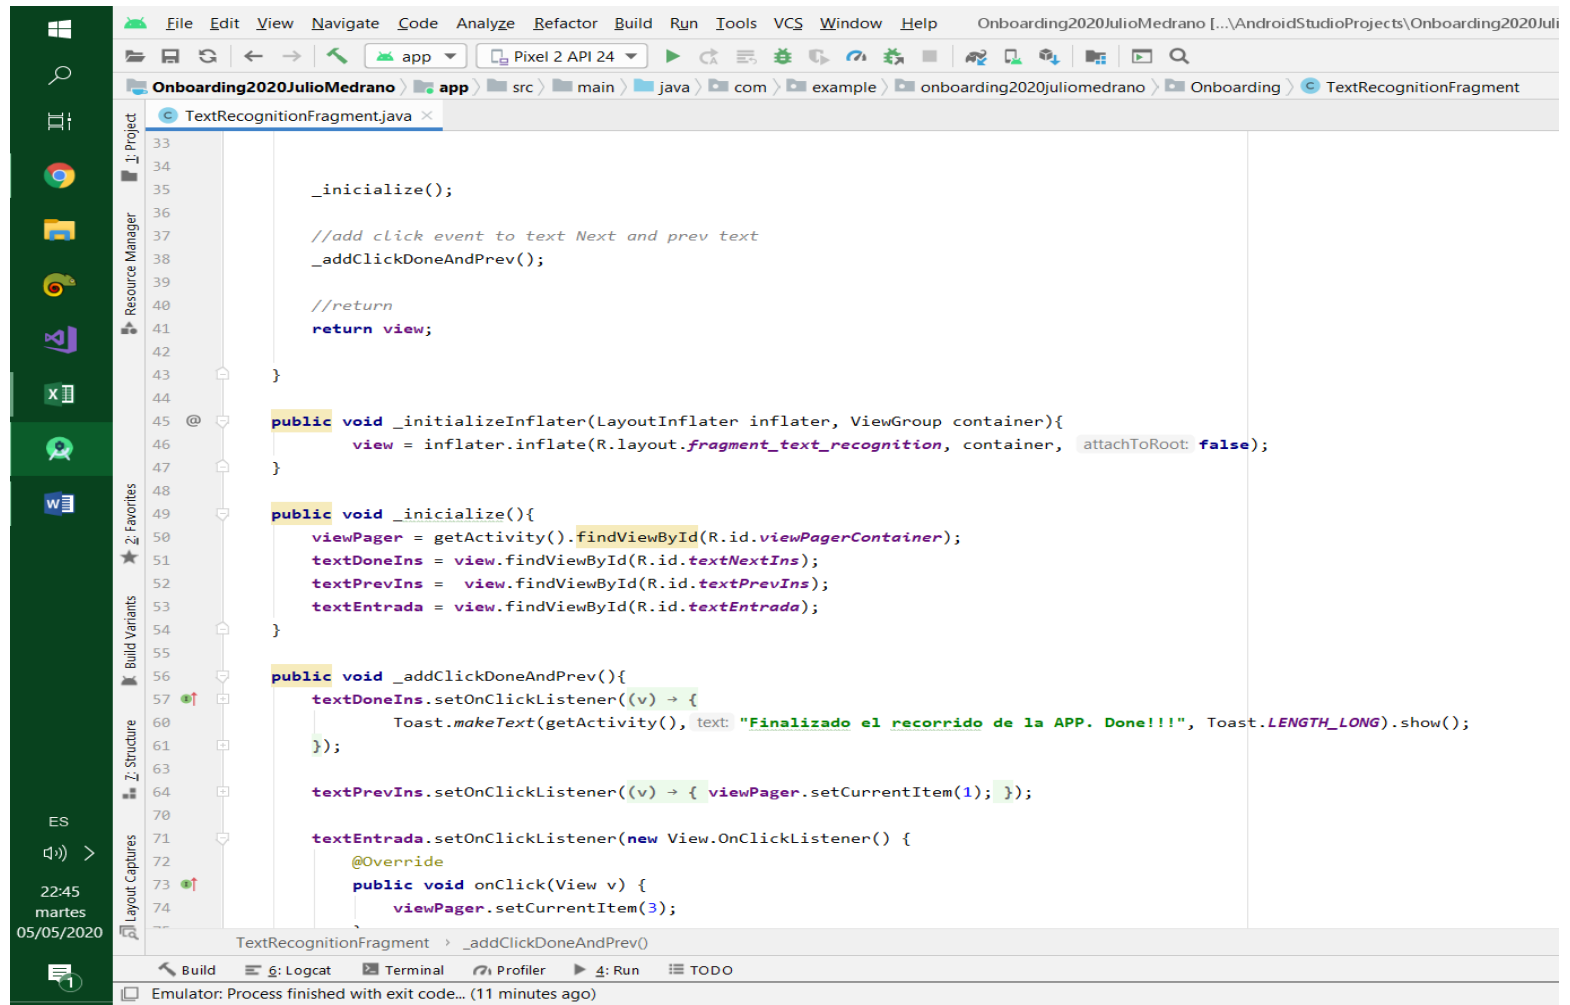 File Edit View Navigate Code Analyze Refactor Build Run Tools VCS Window Help Onboarding2020JulioMedrano [...\AndroidStudioProjects\Onboarding2020Juli
app Pixel 2 API 24
Onboarding2020JulioMedrano app src main java com example onboarding2020juliomedrano Onboarding TextRecognitionFragment
TextRecognitionFragment.java
1: Project
Resource Manager
2: Favorites
Build Variants
7: Structure
Layout Captures
33
34
35 _inicialize();
36
37 //add click event to text Next and prev text
38 _addClickDoneAndPrev();
39
40 //return
41 return view;
42
43 }
44
45 @ public void _initializeInflater(LayoutInflater inflater, ViewGroup container){
46 view = inflater.inflate(R.layout.fragment_text_recognition, container, attachToRoot: false);
47 }
48
49 public void _inicialize(){
50 viewPager = getActivity().findViewById(R.id.viewPagerContainer);
51 textDoneIns = view.findViewById(R.id.textNextIns);
52 textPrevIns =  view.findViewById(R.id.textPrevIns);
53 textEntrada = view.findViewById(R.id.textEntrada);
54 }
55
56 public void _addClickDoneAndPrev(){
57 textDoneIns.setOnClickListener((v) → {
60 Toast.makeText(getActivity(), text: "Finalizado el recorrido de la APP. Done!!!", Toast.LENGTH_LONG).show();
61 });
63
64 textPrevIns.setOnClickListener((v) → { viewPager.setCurrentItem(1); });
70
71 textEntrada.setOnClickListener(new View.OnClickListener() {
72 @Override
73 public void onClick(View v) {
74 viewPager.setCurrentItem(3);
TextRecognitionFragment › _addClickDoneAndPrev()
Build 6: Logcat Terminal Profiler 4: Run TODO
Emulator: Process finished with exit code... (11 minutes ago)
ES
22:45
martes
05/05/2020
1